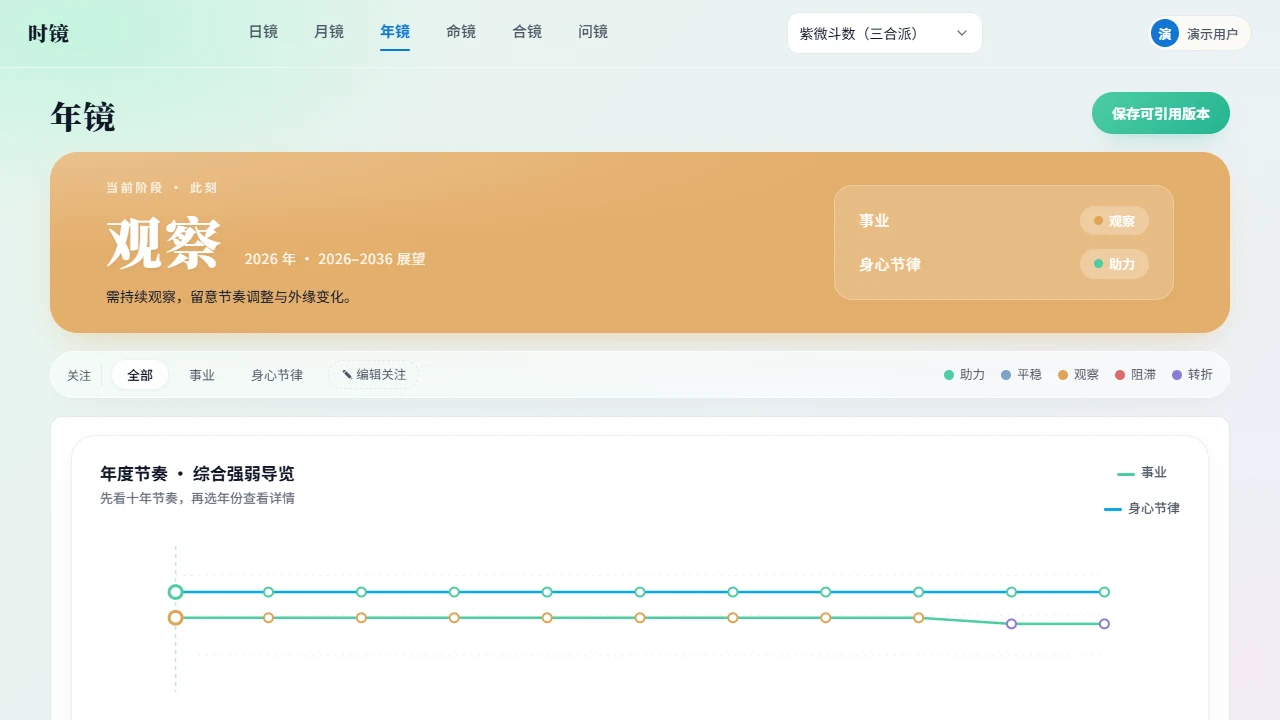 时镜
日镜
月镜
年镜
命镜
合镜
问镜
紫微斗数（三合派）
演
演示用户
年镜
保存可引用版本
当前阶段 · 此刻
观察
2026 年 · 2026–2036 展望
需持续观察，留意节奏调整与外缘变化。
事业
观察
身心节律
助力
关注
全部
事业
身心节律
编辑关注
助力
平稳
观察
阻滞
转折
年度节奏 · 综合强弱导览
先看十年节奏，再选年份查看详情
事业
身心节律